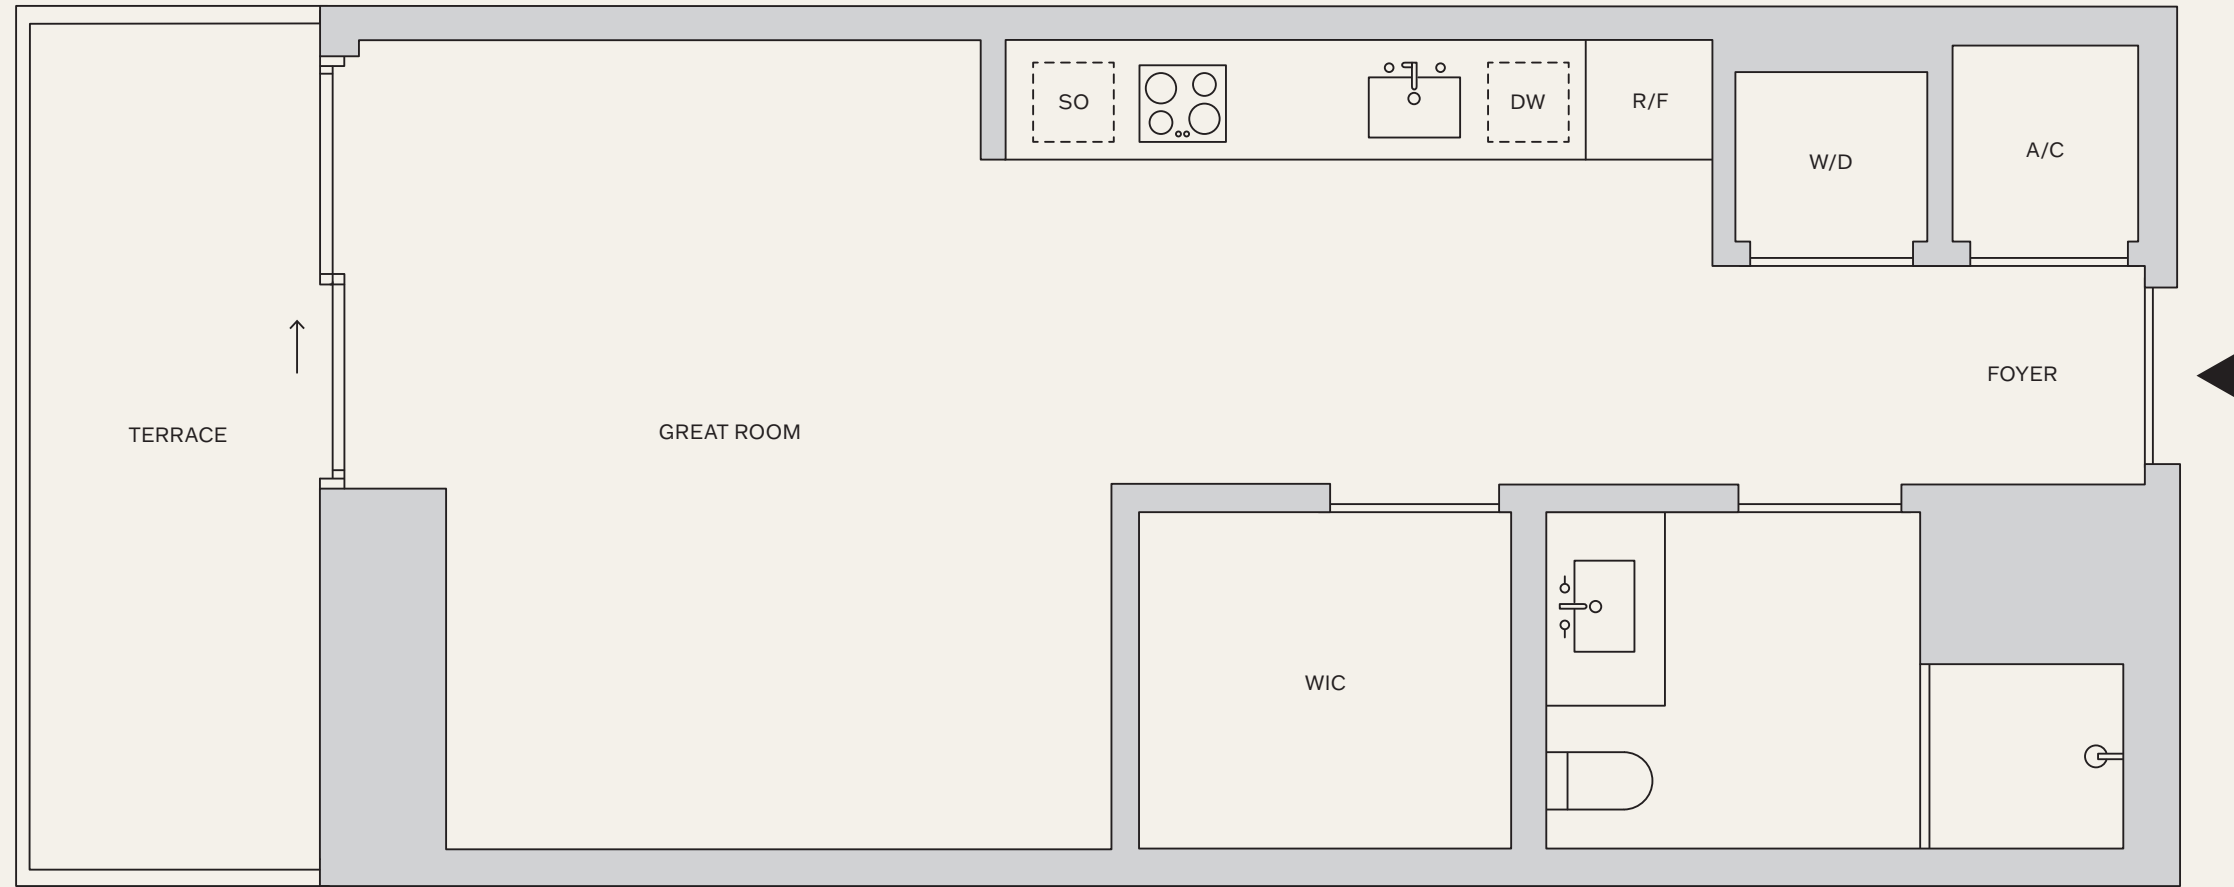 SO
DW
R/F
W/D
A/C
FOYER
TERRACE
GREAT ROOM
WIC